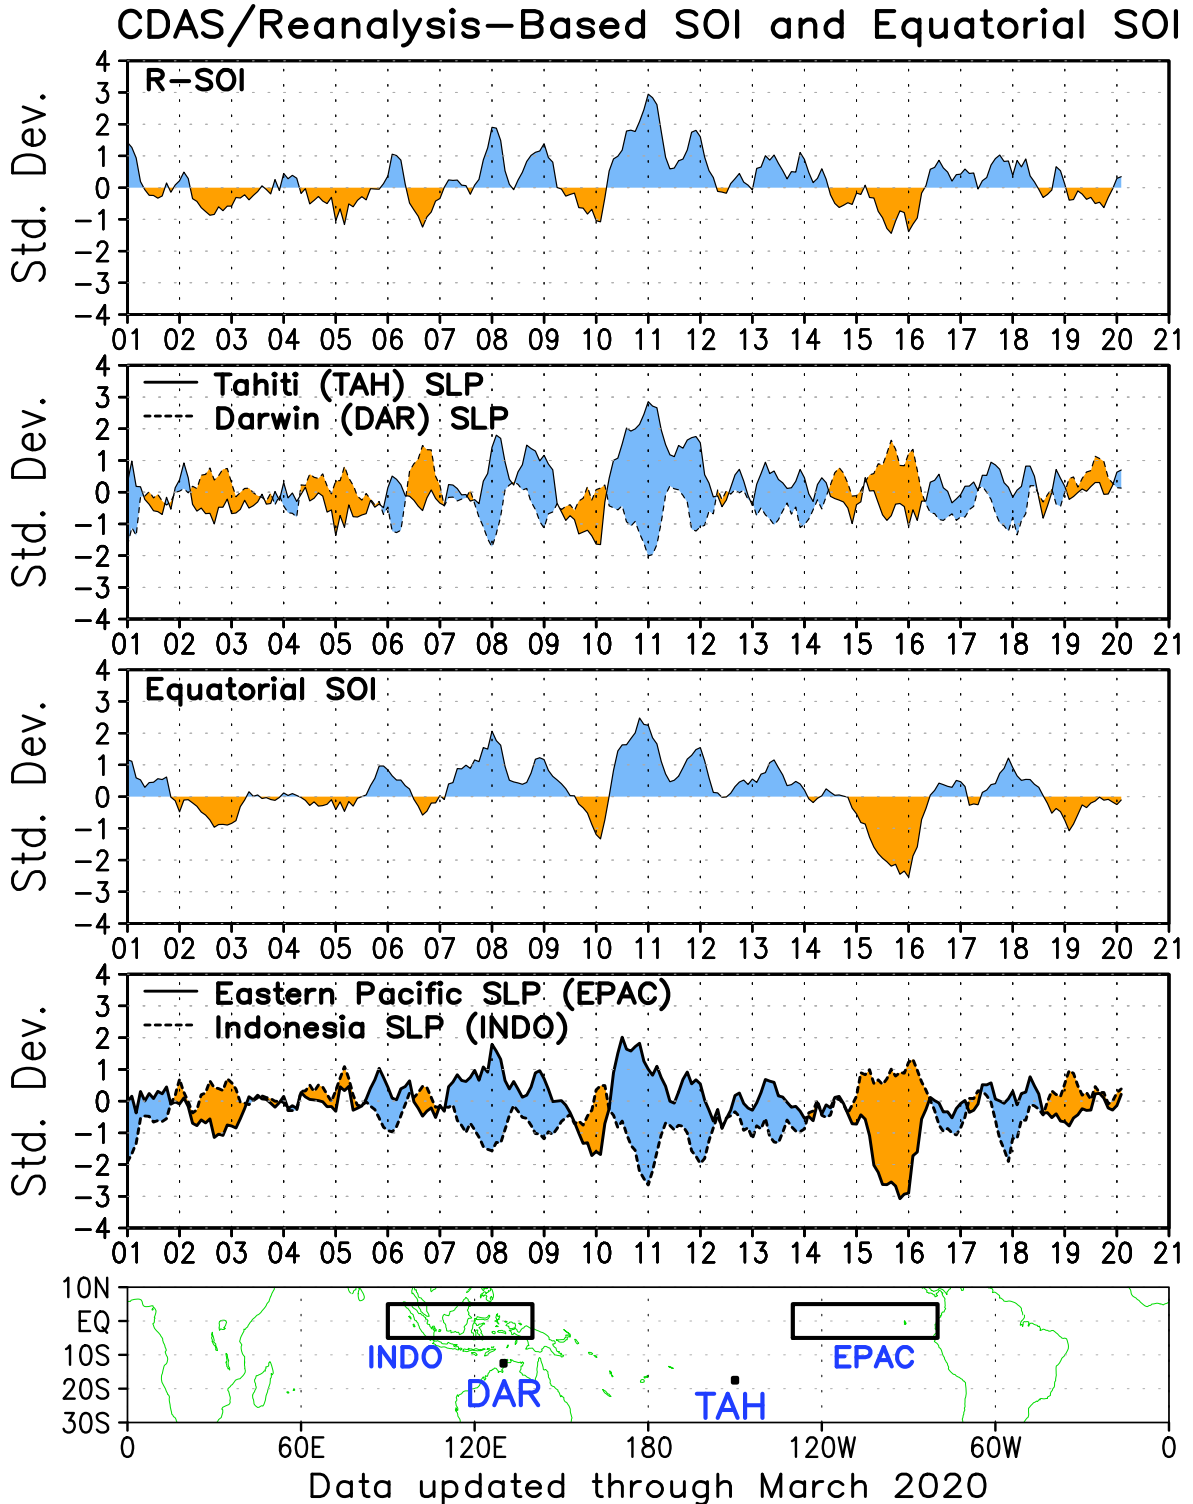 CDAS/Reanalysis-Based SOI and Equatorial SOI
R-SOI
Std. Dev.
4
3
2
1
0
-1
-2
-3
-4
01 02 03 04 05 06 07 08 09 10 11 12 13 14 15 16 17 18 19 20 21
Tahiti (TAH) SLP
Darwin (DAR) SLP
Std. Dev.
4
3
2
1
0
-1
-2
-3
-4
01 02 03 04 05 06 07 08 09 10 11 12 13 14 15 16 17 18 19 20 21
Equatorial SOI
Std. Dev.
4
3
2
1
0
-1
-2
-3
-4
01 02 03 04 05 06 07 08 09 10 11 12 13 14 15 16 17 18 19 20 21
Eastern Pacific SLP (EPAC)
Indonesia SLP (INDO)
Std. Dev.
4
3
2
1
0
-1
-2
-3
-4
01 02 03 04 05 06 07 08 09 10 11 12 13 14 15 16 17 18 19 20 21
10N
EQ
10S
20S
30S
INDO
EPAC
DAR
TAH
0 60E 120E 180 120W 60W 0
Data updated through March 2020